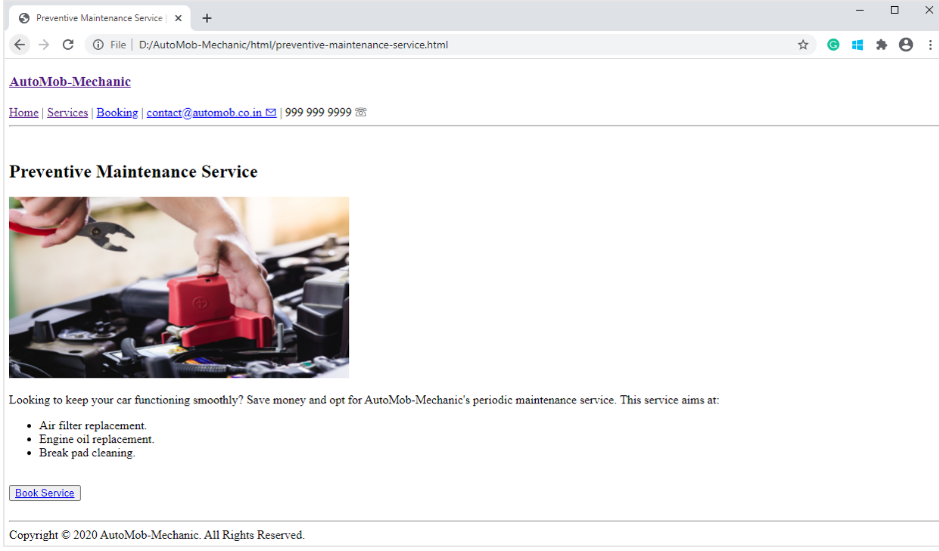 Preventive Maintenance Service
File | D:/AutoMob-Mechanic/html/preventive-maintenance-service.html
AutoMob-Mechanic
Home | Services | Booking | contact@automob.co.in ✉ | 999 999 9999 ☏
Preventive Maintenance Service
Looking to keep your car functioning smoothly? Save money and opt for AutoMob-Mechanic's periodic maintenance service. This service aims at:
• Air filter replacement.
• Engine oil replacement.
• Break pad cleaning.
Book Service
Copyright © 2020 AutoMob-Mechanic. All Rights Reserved.